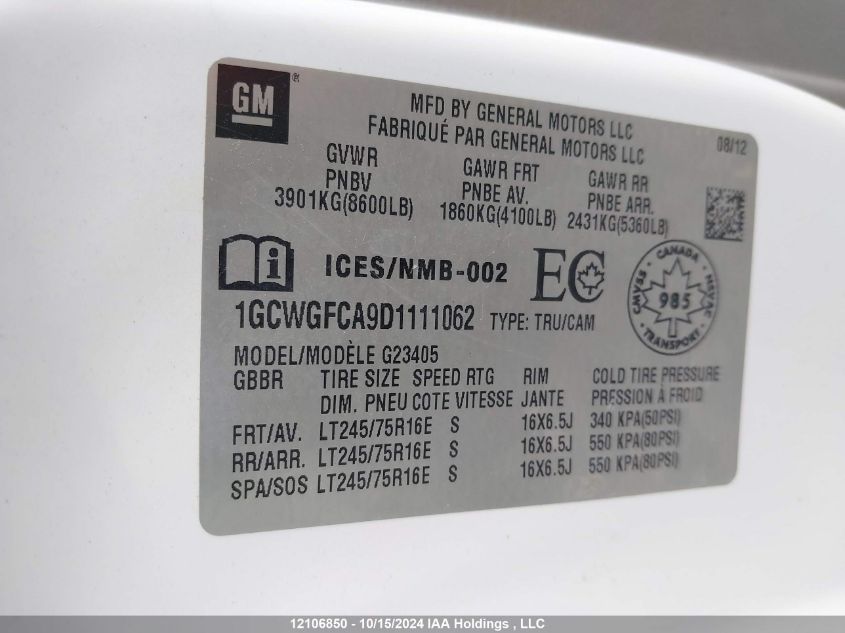 GM ®
MFD BY GENERAL MOTORS LLC
FABRIQUÉ PAR GENERAL MOTORS LLC
08/12
GVWR GAWR FRT GAWR RR
PNBV PNBE AV. PNBE ARR.
3901KG(8600LB) 1860KG(4100LB) 2431KG(5360LB)
i ICES/NMB-002 EC
CANADA
CMVSS 985 NSVAC
TRANSPORT
1GCWGFCA9D1111062 TYPE: TRU/CAM
MODEL/MODÈLE G23405
GBBR TIRE SIZE SPEED RTG RIM COLD TIRE PRESSURE
DIM. PNEU COTE VITESSE JANTE PRESSION À FROID
FRT/AV. LT245/75R16E S 16X6.5J 340 KPA(50PSI)
RR/ARR. LT245/75R16E S 16X6.5J 550 KPA(80PSI)
SPA/SOS LT245/75R16E S 16X6.5J 550 KPA(80PSI)
12106850 - 10/15/2024 IAA Holdings , LLC